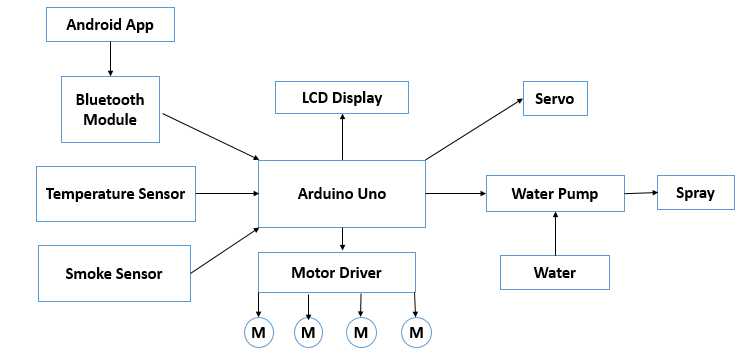 Android App
Bluetooth
Module
LCD Display
Servo
Temperature Sensor
Arduino Uno
Water Pump
Spray
Smoke Sensor
Motor Driver
Water
M
M
M
M